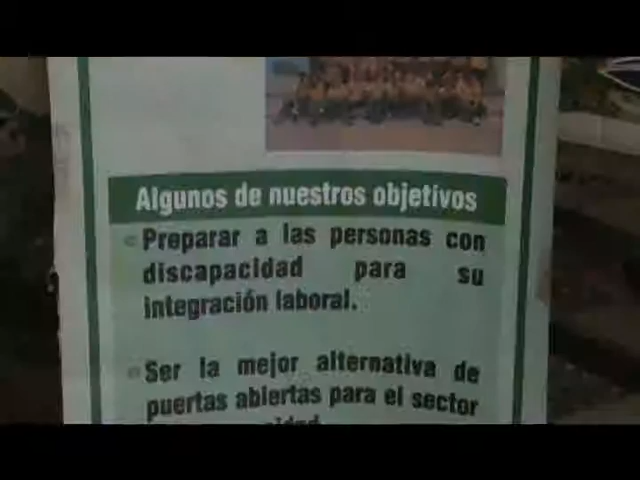 Algunos de nuestros objetivos
Preparar a las personas con
discapacidad para su
integración laboral.
Ser la mejor alternativa de
puertas abiertas para el sector